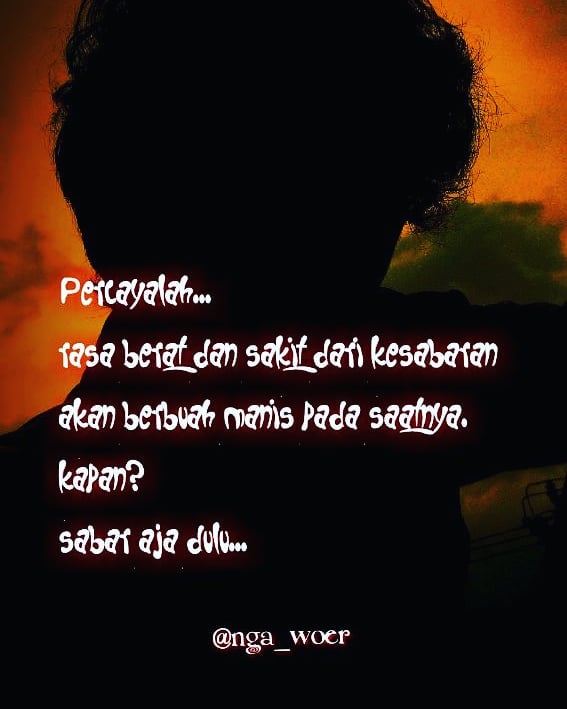 Percayalah...
rasa berat dan sakit dari kesabaran
akan berbuah manis pada saatnya.
kapan?
sabar aja dulu...
@nga_woer